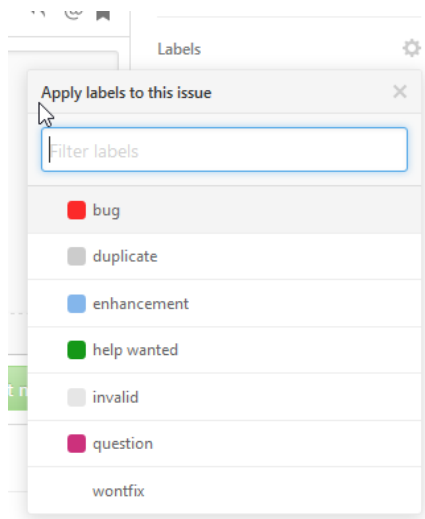 Labels
Apply labels to this issue
Filter labels
bug
duplicate
enhancement
help wanted
invalid
question
wontfix